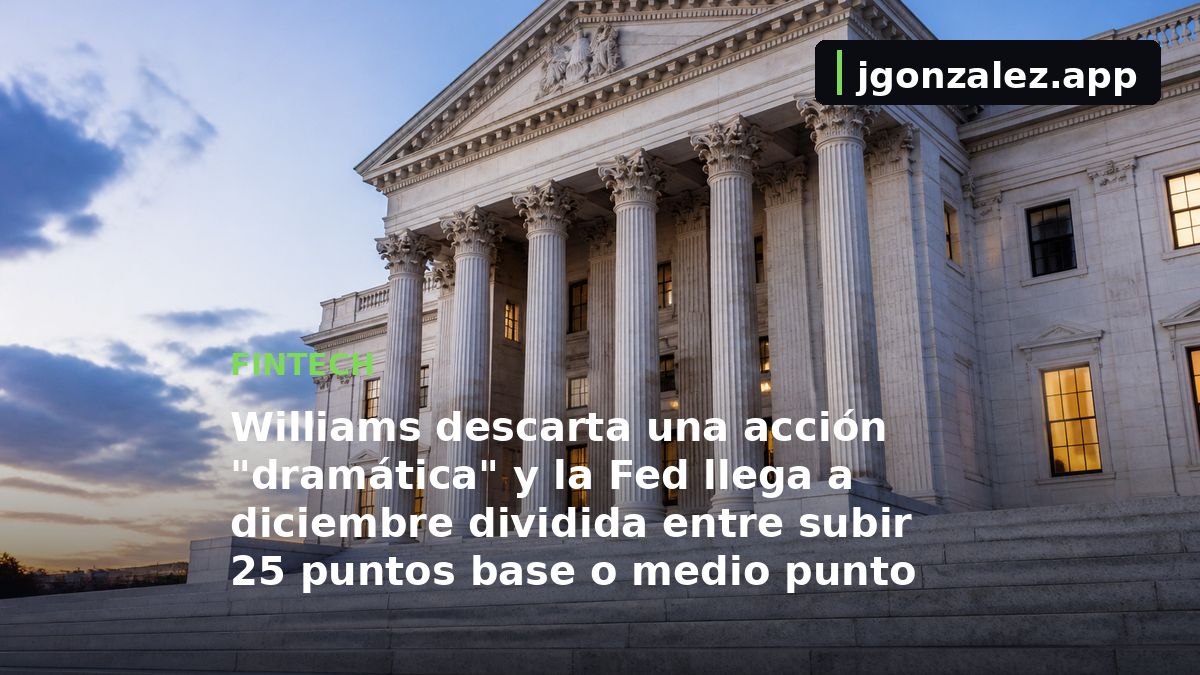 jgonzalez.app
FINTECH
Williams descarta una acción
"dramática" y la Fed llega a
diciembre dividida entre subir
25 puntos base o medio punto